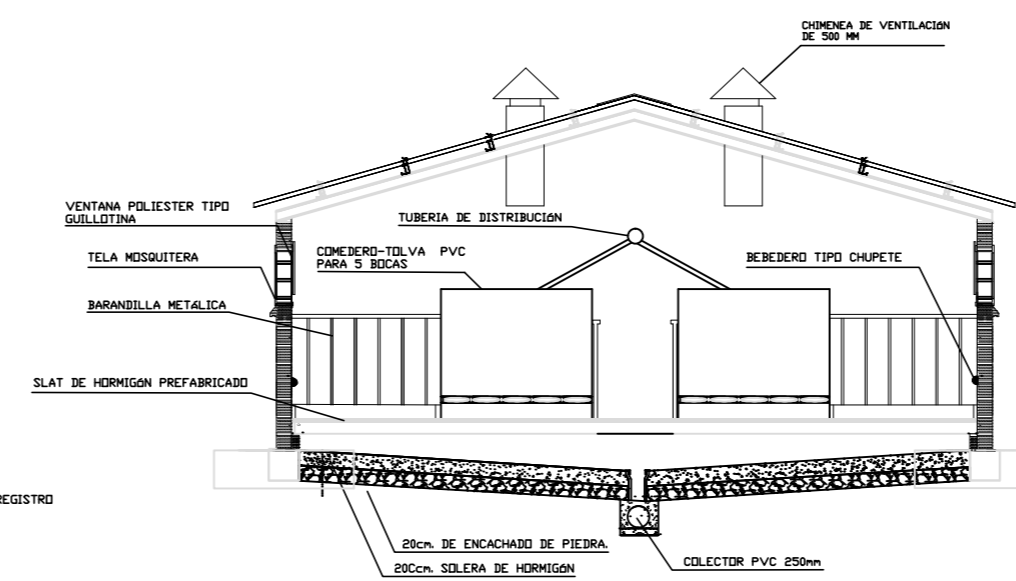 CHIMENEA DE VENTILACIóN
DE 500 MM
VENTANA POLIESTER TIPO
GUILLOTINA
TUBERIA DE DISTRIBUCIóN
TELA MOSQUITERA
COMEDERO-TOLVA PVC
PARA 5 BOCAS
BEBEDERO TIPO CHUPETE
BARANDILLA METáLICA
SLAT DE HORMIGóN PREFABRICADO
REGISTRO
20cm. DE ENCACHADO DE PIEDRA.
20Ccm. SOLERA DE HORMIGóN
COLECTOR PVC 250mm